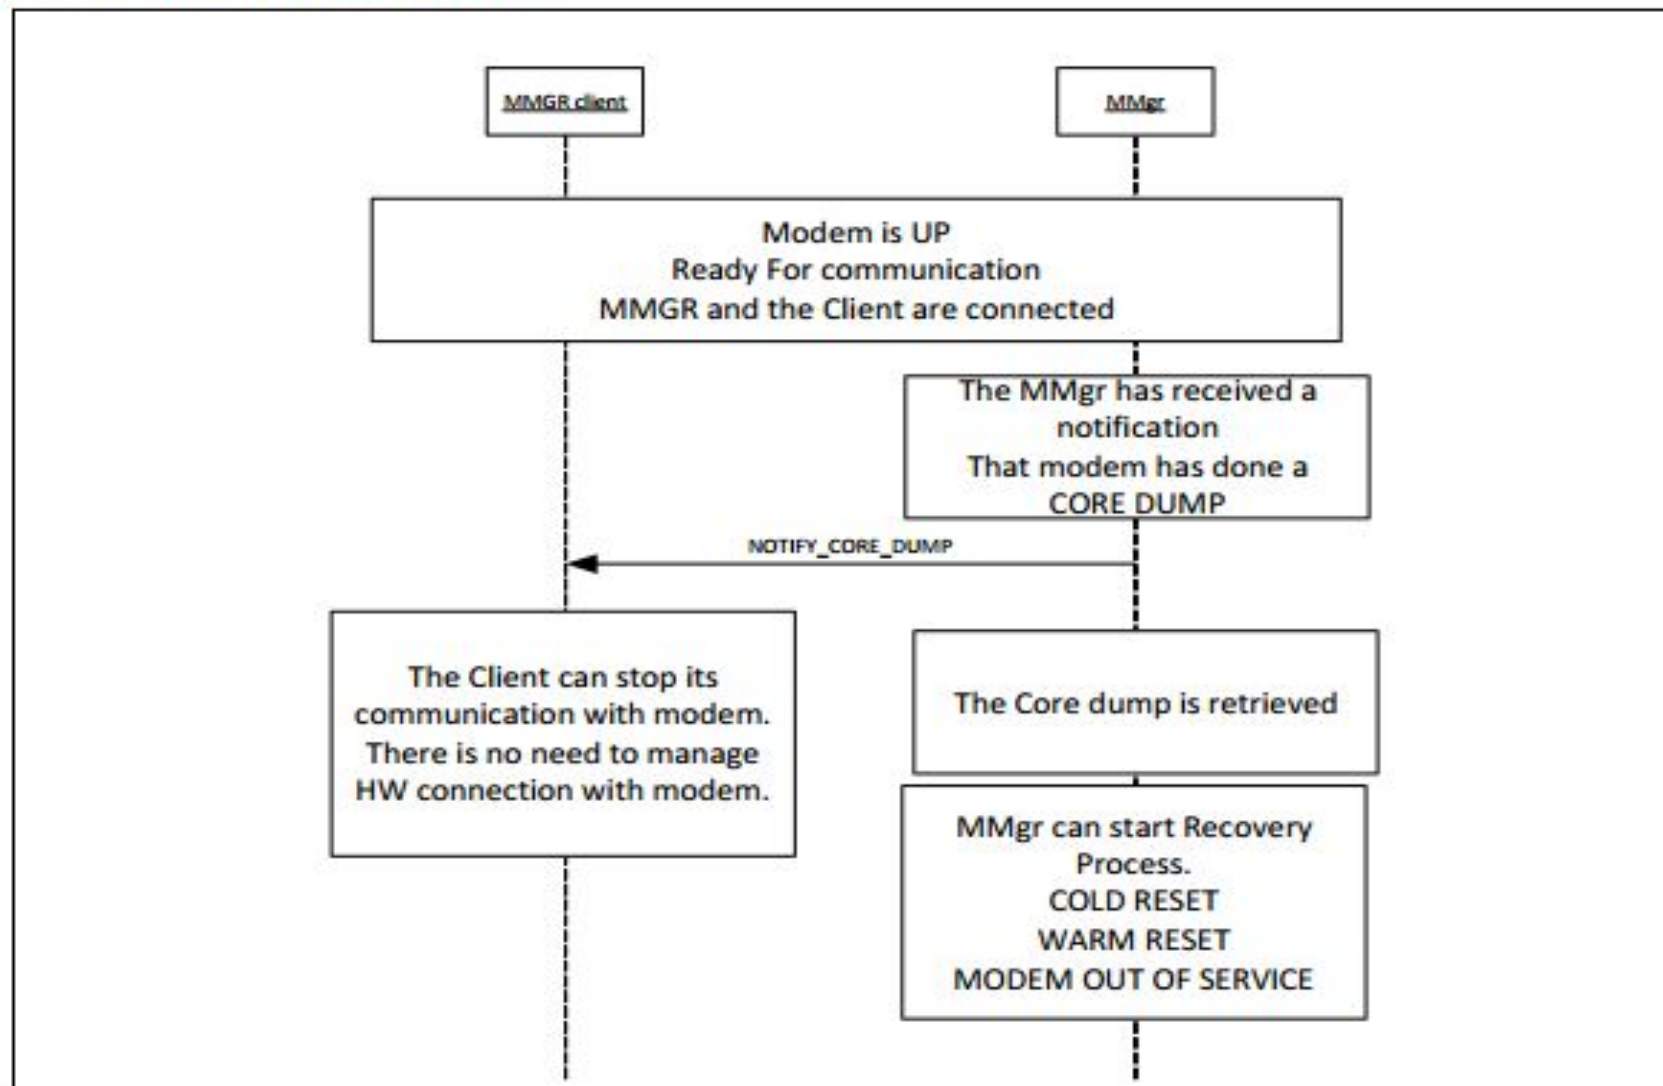 MMGR client
MMgr
Modem is UP
Ready For communication
MMGR and the Client are connected
The MMgr has received a
notification
That modem has done a
CORE DUMP
NOTIFY_CORE_DUMP
The Client can stop its
communication with modem.
There is no need to manage
HW connection with modem.
The Core dump is retrieved
MMgr can start Recovery
Process.
COLD RESET
WARM RESET
MODEM OUT OF SERVICE